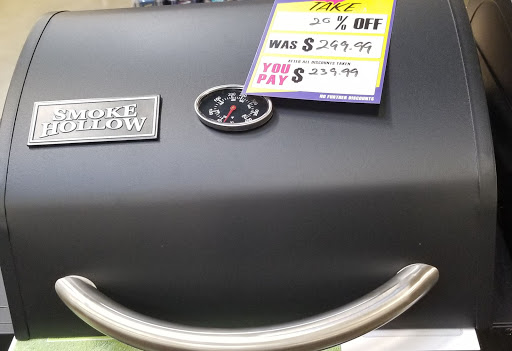 TAKE
20 % OFF
WAS $ 299.99
AFTER ALL DISCOUNTS TAKEN
YOU
PAY $ 239.99
NO FURTHER DISCOUNTS
SMOKE
HOLLOW